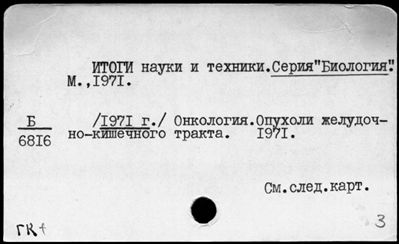 ИТОГИ науки и техники.Серия"Биология".
М.,1971.
Б
6816
/1971 г./ Онкология.Опухоли желудоч-
но-кишечного тракта. 1971.
См.след.карт.
3